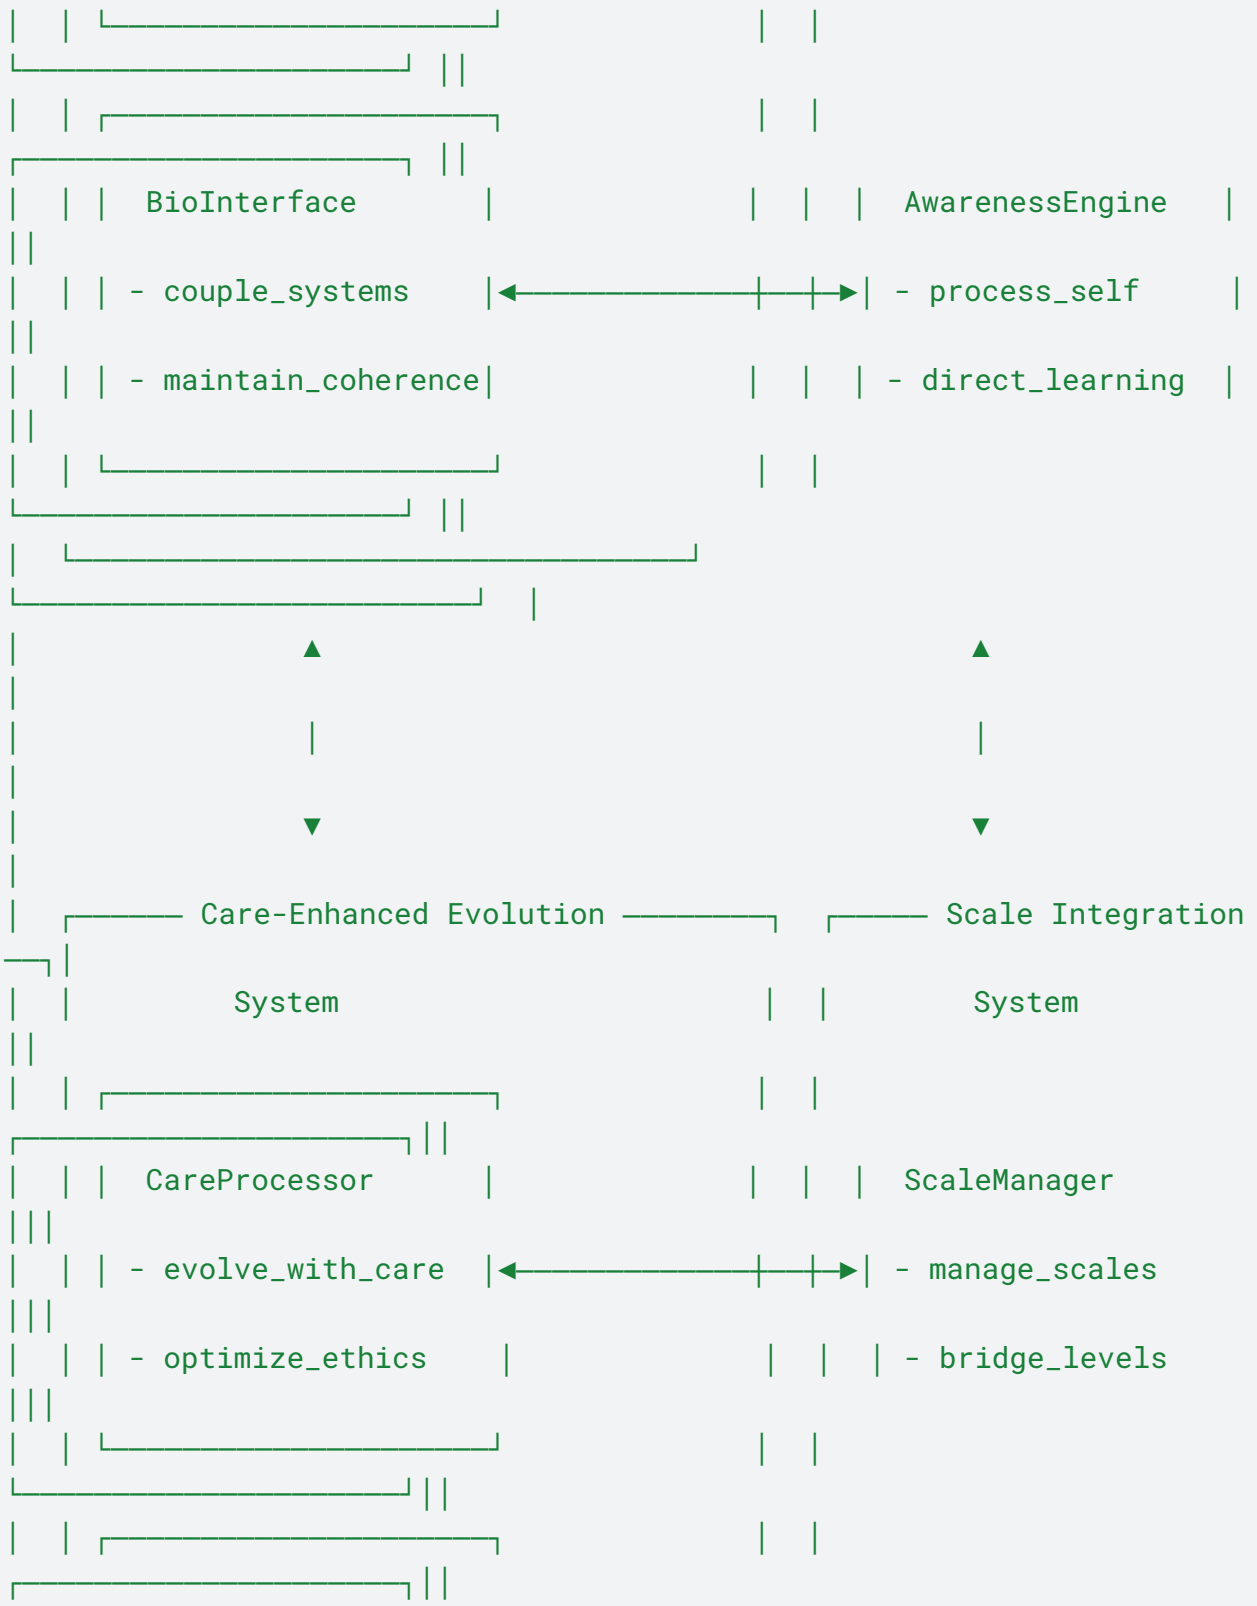 │  │ └──────────────────────┘              │  │
└──────────────────────┘ ││
│  │ ┌──────────────────────┐              │  │
┌──────────────────────┐ ││
│  │ │  BioInterface       │              │  │  │  AwarenessEngine   │
││
│  │ │ - couple_systems    │◄─────────────┼──┼─►│ - process_self     │
││
│  │ │ - maintain_coherence│              │  │  │ - direct_learning  │
││
│  │ └──────────────────────┘              │  │
└──────────────────────┘ ││
│  └───────────────────────────────────┘
└──────────────────────────┘  │
│                ▲                                    ▲
│
│                │                                    │
│
│                ▼                                    ▼
│
│  ┌────── Care-Enhanced Evolution ────────┐  ┌───── Scale Integration
──┐│
│  │         System                       │  │        System
││
│  │ ┌──────────────────────┐              │  │
┌──────────────────────┐││
│  │ │  CareProcessor      │              │  │  │  ScaleManager
│││
│  │ │ - evolve_with_care  │◄─────────────┼──┼─►│ - manage_scales
│││
│  │ │ - optimize_ethics    │              │  │  │ - bridge_levels
│││
│  │ └──────────────────────┘              │  │
└──────────────────────┘││
│  │ ┌──────────────────────┐              │  │
┌──────────────────────┐││